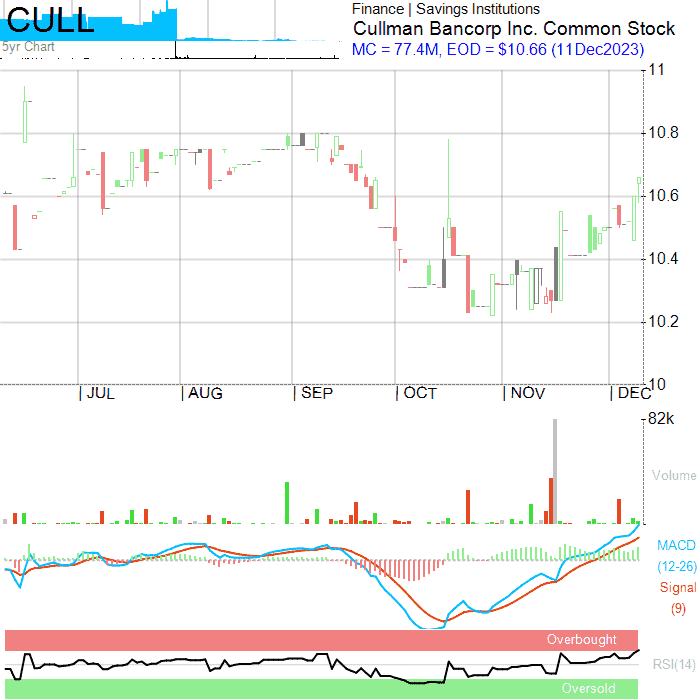 CULL
5yr Chart
Finance | Savings Institutions
Cullman Bancorp Inc. Common Stock
MC = 77.4M, EOD = $10.66 (11Dec2023)
11
10.8
10.6
10.4
10.2
10
| JUL | AUG | SEP | OCT | NOV | DEC
82k
Volume
MACD
(12-26)
Signal
(9)
Overbought
RSI(14)
Oversold